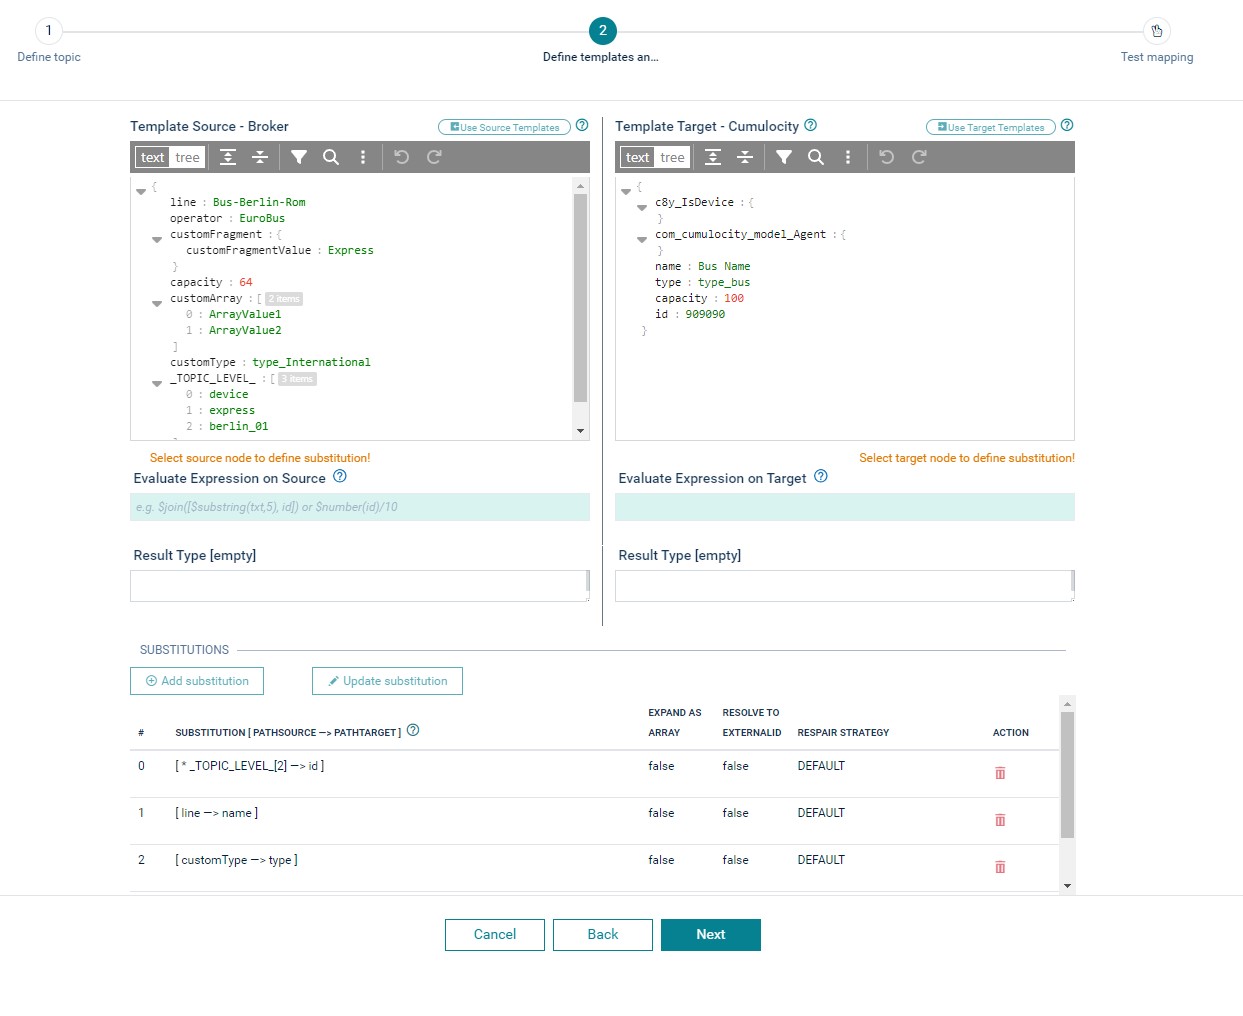 1
2
Define topic
Define templates an...
Test mapping
Template Source - Broker
Use Source Templates
Template Target - Cumulocity
Use Target Templates
text tree
text tree
{
line : Bus-Berlin-Rom
operator : EuroBus
customFragment : {
customFragmentValue : Express
}
capacity : 64
customArray : [ 2 items
0 : ArrayValue1
1 : ArrayValue2
]
customType : type_International
_TOPIC_LEVEL_ : [ 3 items
0 : device
1 : express
2 : berlin_01
{
c8y_IsDevice : {
}
com_cumulocity_model_Agent : {
}
name : Bus Name
type : type_bus
capacity : 100
id : 909090
}
Select source node to define substitution!
Select target node to define substitution!
Evaluate Expression on Source
Evaluate Expression on Target
e.g. $join([$substring(txt,5), id]) or $number(id)/10
Result Type [empty]
Result Type [empty]
SUBSTITUTIONS
Add substitution
Update substitution
# SUBSTITUTION [ PATHSOURCE —> PATHTARGET ] EXPAND AS ARRAY RESOLVE TO EXTERNALID RESPAIR STRATEGY ACTION
0 [ * _TOPIC_LEVEL_[2] —> id ] false false DEFAULT
1 [ line —> name ] false false DEFAULT
2 [ customType —> type ] false false DEFAULT
Cancel
Back
Next